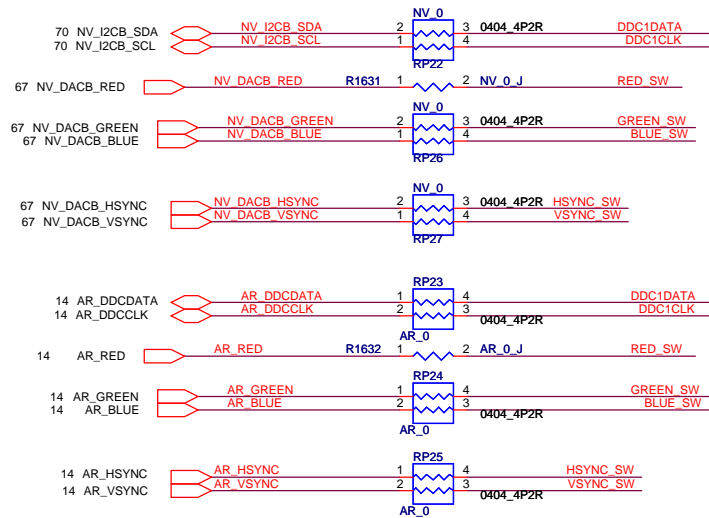 NV_0
70 NV_I2CB_SDA NV_I2CB_SDA 2 3 0404_4P2R DDC1DATA
70 NV_I2CB_SCL NV_I2CB_SCL 1 4 DDC1CLK
RP22
67 NV_DACB_RED NV_DACB_RED R1631 1 2 NV_0_J RED_SW
NV_0
67 NV_DACB_GREEN NV_DACB_GREEN 2 3 0404_4P2R GREEN_SW
67 NV_DACB_BLUE NV_DACB_BLUE 1 4 BLUE_SW
RP26
NV_0
67 NV_DACB_HSYNC NV_DACB_HSYNC 2 3 0404_4P2R HSYNC_SW
67 NV_DACB_VSYNC NV_DACB_VSYNC 1 4 VSYNC_SW
RP27
RP23
14 AR_DDCDATA AR_DDCDATA 1 4 DDC1DATA
14 AR_DDCCLK AR_DDCCLK 2 3 0404_4P2R DDC1CLK
AR_0
14 AR_RED AR_RED R1632 1 2 AR_0_J RED_SW
RP24
14 AR_GREEN AR_GREEN 1 4 GREEN_SW
14 AR_BLUE AR_BLUE 2 3 0404_4P2R BLUE_SW
AR_0
RP25
14 AR_HSYNC AR_HSYNC 1 4 HSYNC_SW
14 AR_VSYNC AR_VSYNC 2 3 0404_4P2R VSYNC_SW
AR_0